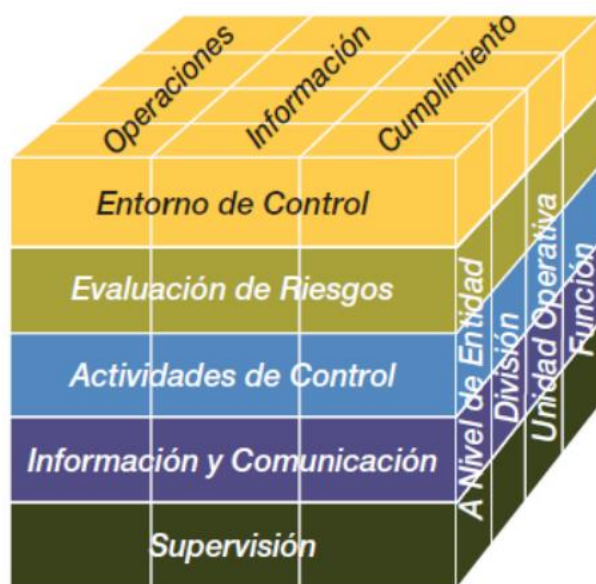 Operaciones
Información
Cumplimiento
Entorno de Control
Evaluación de Riesgos
Actividades de Control
Información y Comunicación
Supervisión
A Nivel de Entidad
División
Unidad Operativa
Función